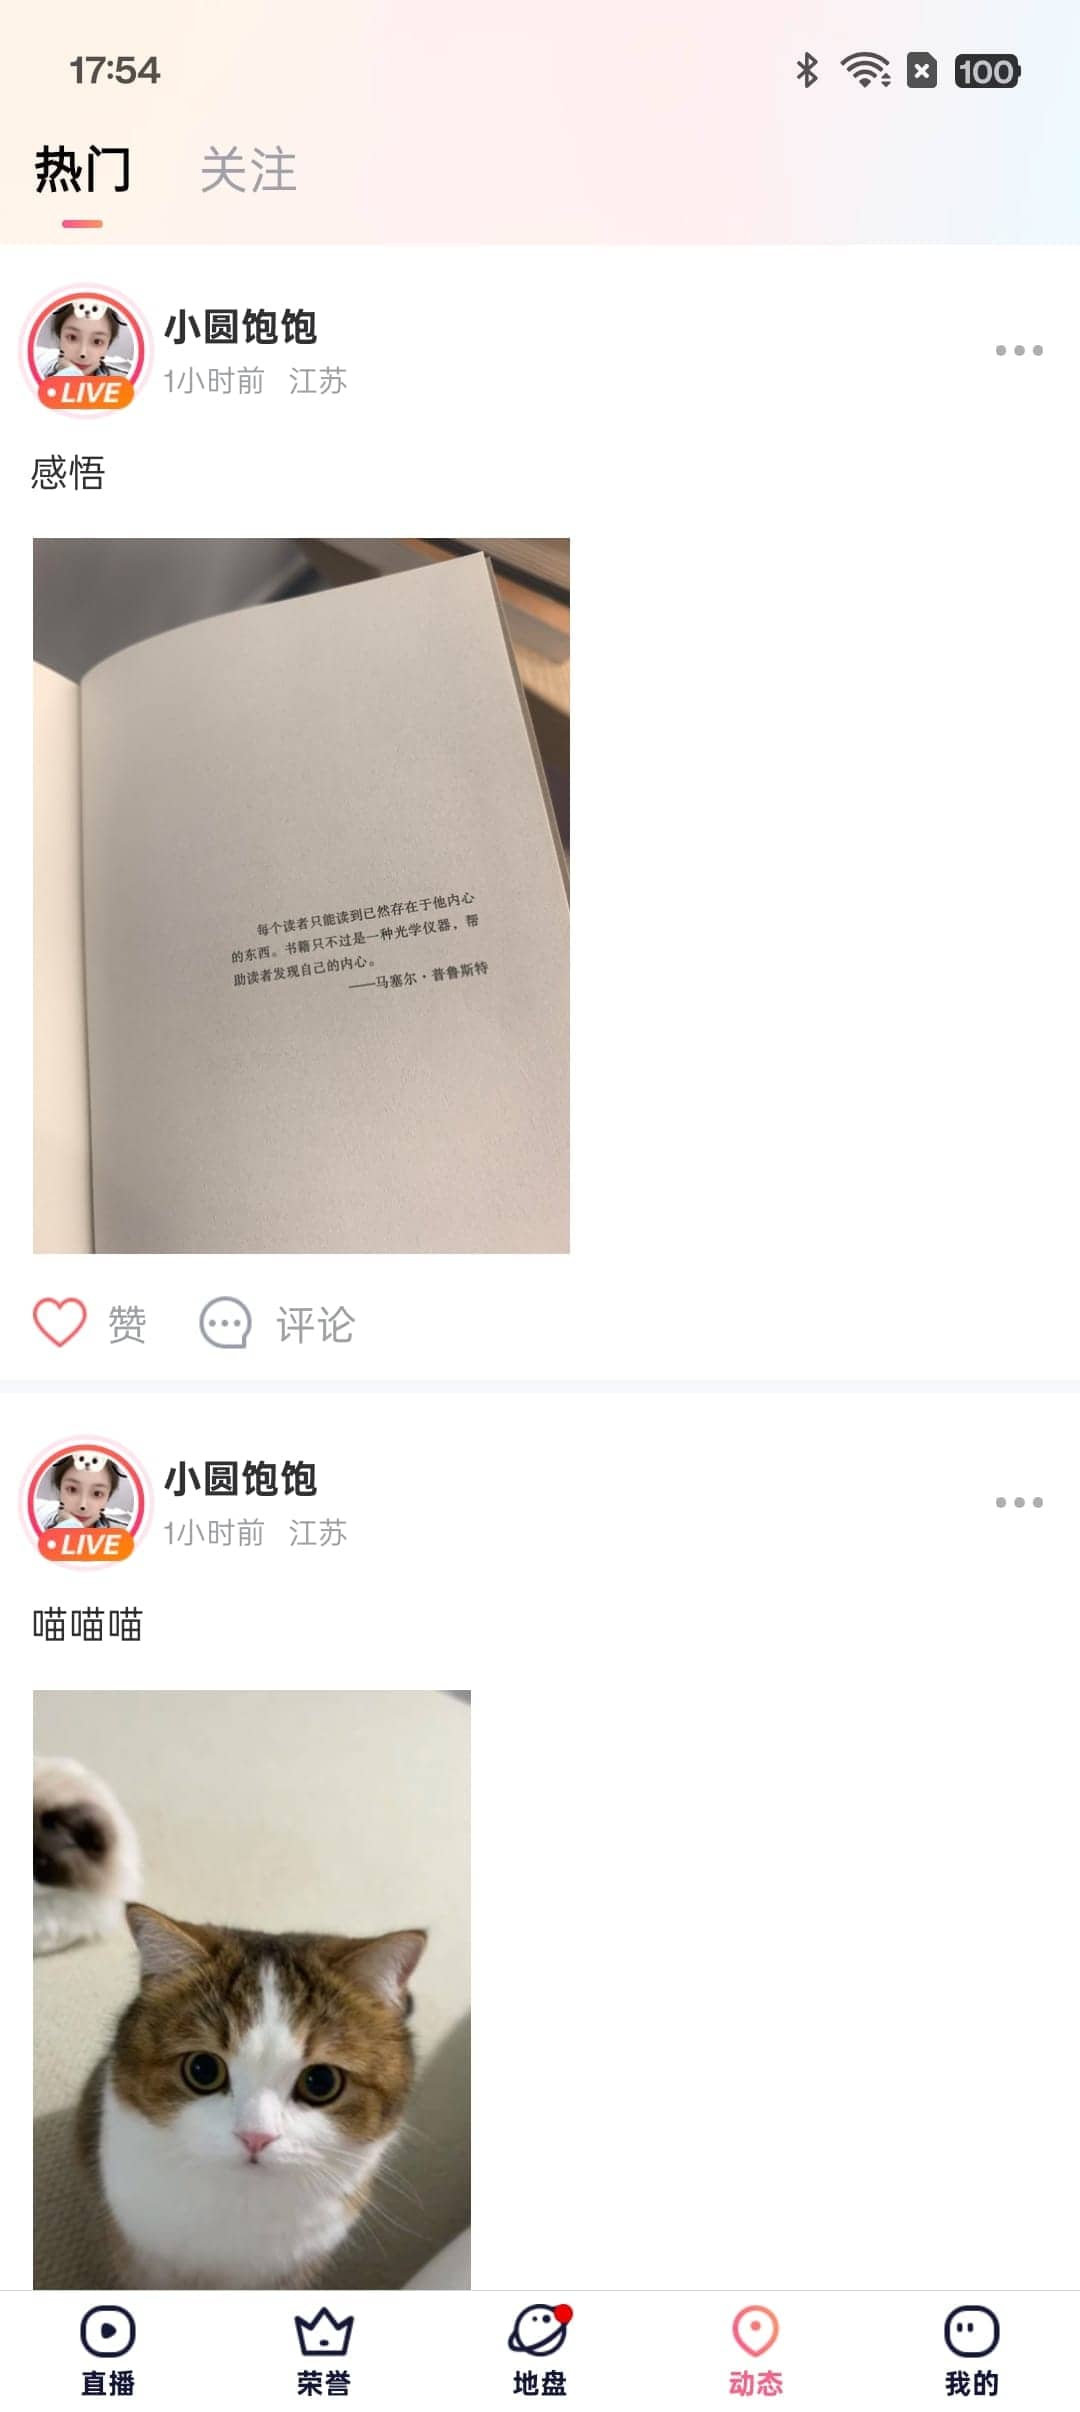 17:54
100
热门 关注
小圆饱饱
LIVE
1小时前 江苏
感悟
每个读者只能读到已然存在于他内心
的东西。书籍只不过是一种光学仪器，帮
助读者发现自己的内心。
——马塞尔·普鲁斯特
赞 评论
小圆饱饱
LIVE
1小时前 江苏
喵喵喵
直播 荣誉 地盘 动态 我的